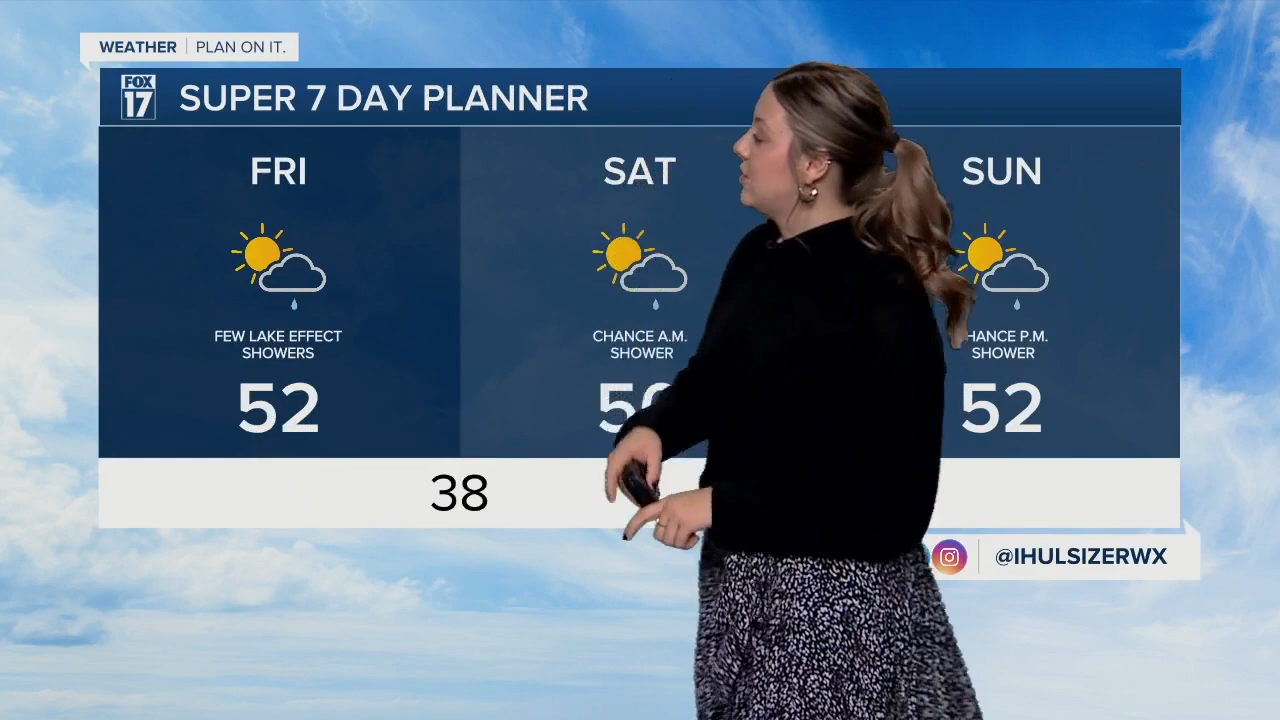 WEATHER PLAN ON IT.
FOX
17
SUPER 7 DAY PLANNER
FRI
SAT
SUN
FEW LAKE EFFECT
SHOWERS
CHANCE A.M.
SHOWER
P.M.
SHOWER
52
52
38
@IHULSIZERWX